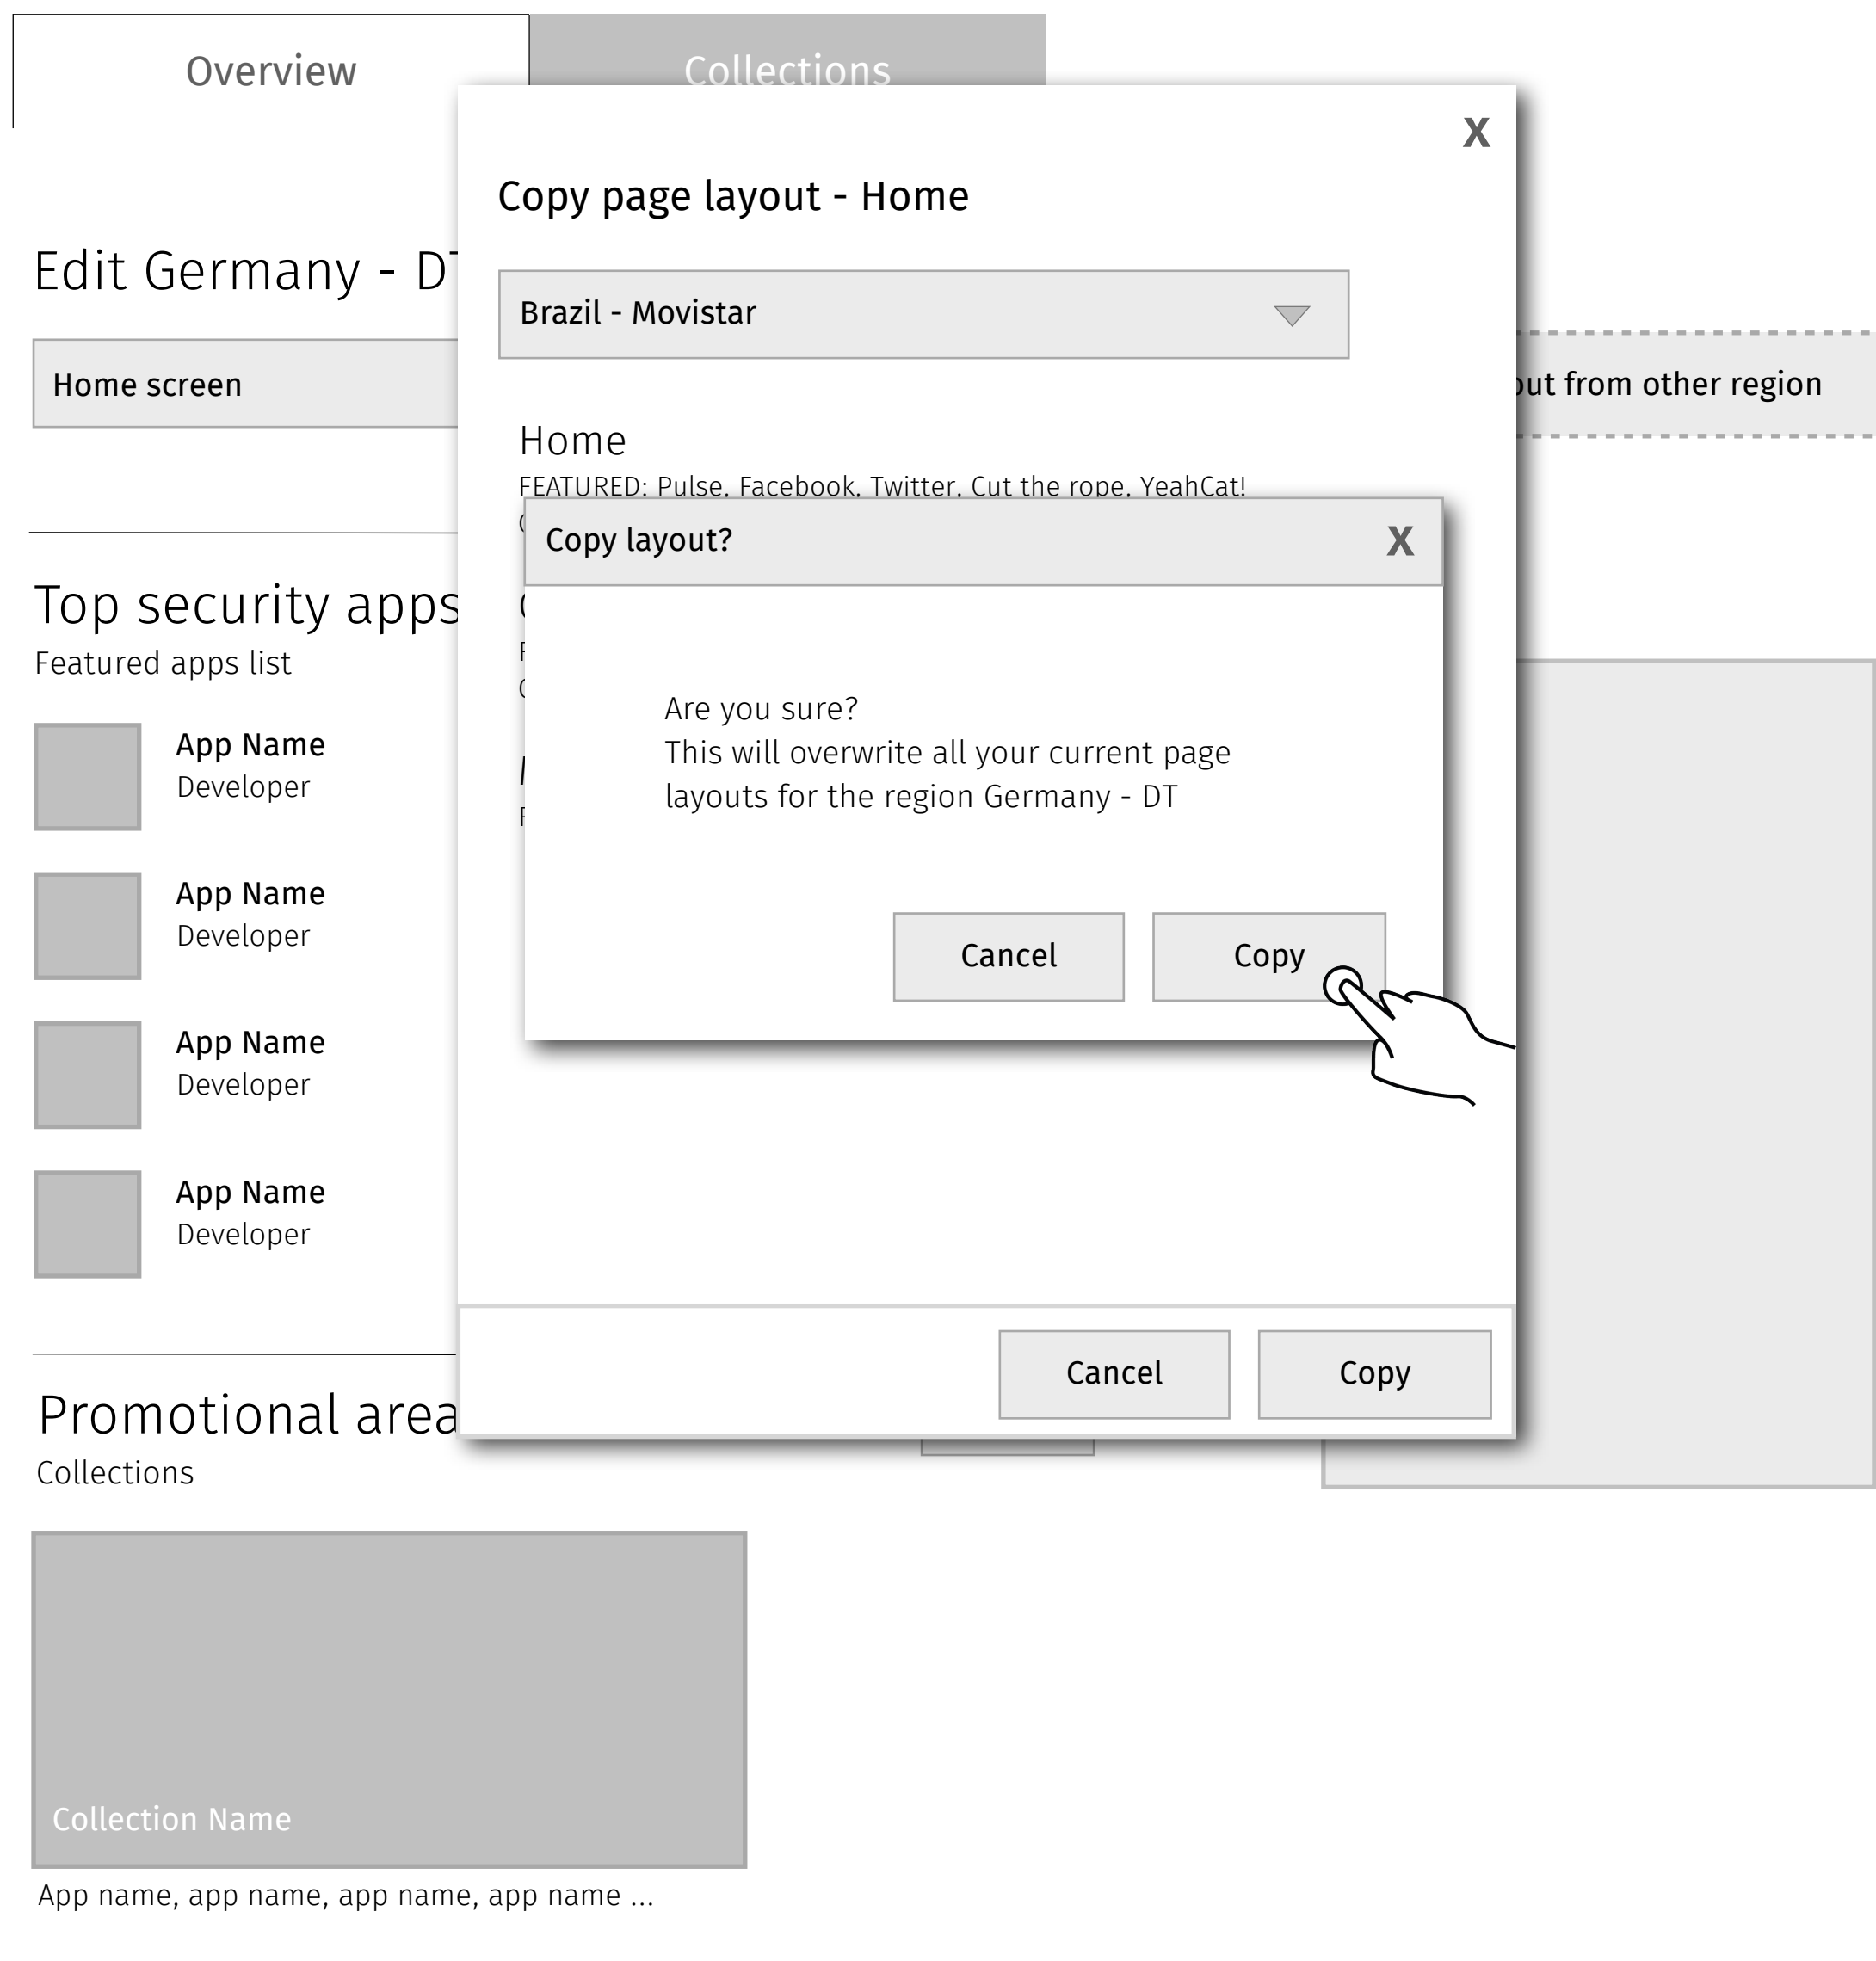 Overview
Collections
X
Copy page layout - Home
Edit Germany -
Brazil - Movistar
Home screen
from other region
Home
FEATURED: Pulse, Facebook, Twitter, Cut the rope, YeahCat!
Copy layout?
X
Top security apps
Featured apps list
Are you sure?
This will overwrite all your current page
layouts for the region Germany - DT
App Name
Developer
App Name
Developer
Cancel
Copy
App Name
Developer
App Name
Developer
Cancel
Copy
Promotional area
Collections
Collection Name
App name, app name, app name, app name ...